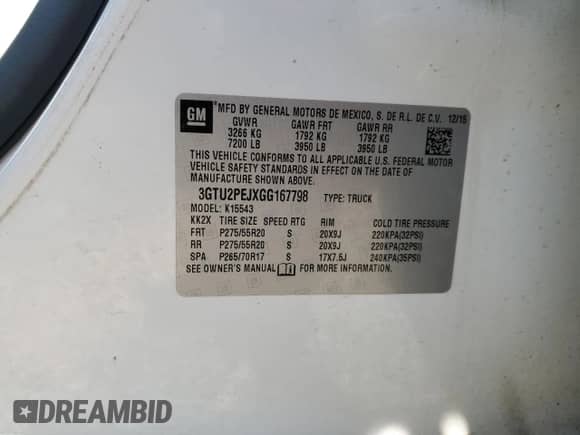 GM
®MFD BY GENERAL MOTORS DE MEXICO, S. DE R.L. DE C.V. 12/15
GVWR GAWR FRT GAWR RR
3266 KG 1792 KG 1792 KG
7200 LB 3950 LB 3950 LB
THIS VEHICLE CONFORMS TO ALL APPLICABLE U.S. FEDERAL MOTOR
VEHICLE SAFETY STANDARDS IN EFFECT ON THE DATE OF
MANUFACTURE SHOWN ABOVE.
3GTU2PEJXGG167798 TYPE: TRUCK
MODEL: K15543
KK2X TIRE SIZE SPEED RTG RIM COLD TIRE PRESSURE
FRT P275/55R20 S 20X9J 220KPA(32PSI)
RR P275/55R20 S 20X9J 220KPA(32PSI)
SPA P265/70R17 S 17X7.5J 240KPA(35PSI)
SEE OWNER'S MANUAL FOR MORE INFORMATION.
DREAMBID